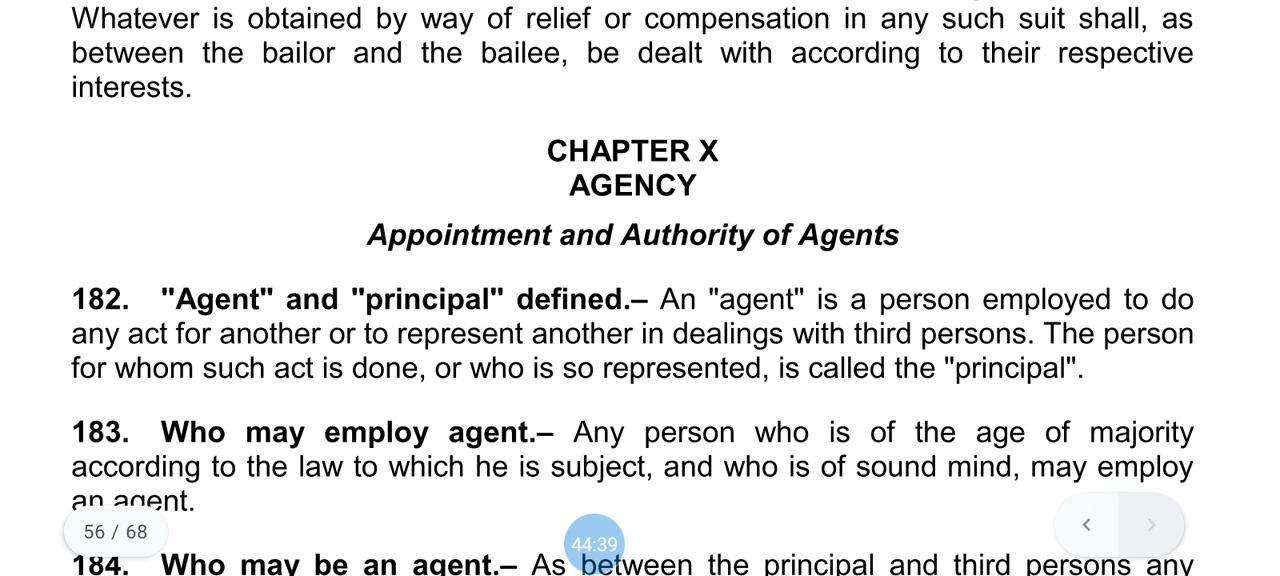 Whatever is obtained by way of relief or compensation in any such suit shall, as
between the bailor and the bailee, be dealt with according to their respective
interests.
CHAPTER X
AGENCY
Appointment and Authority of Agents
182. "Agent" and "principal" defined.– An "agent" is a person employed to do
any act for another or to represent another in dealings with third persons. The person
for whom such act is done, or who is so represented, is called the "principal".
183. Who may employ agent.– Any person who is of the age of majority
according to the law to which he is subject, and who is of sound mind, may employ
an agent.
56 / 68
44:39
184. Who may be an agent.– As between the principal and third persons any